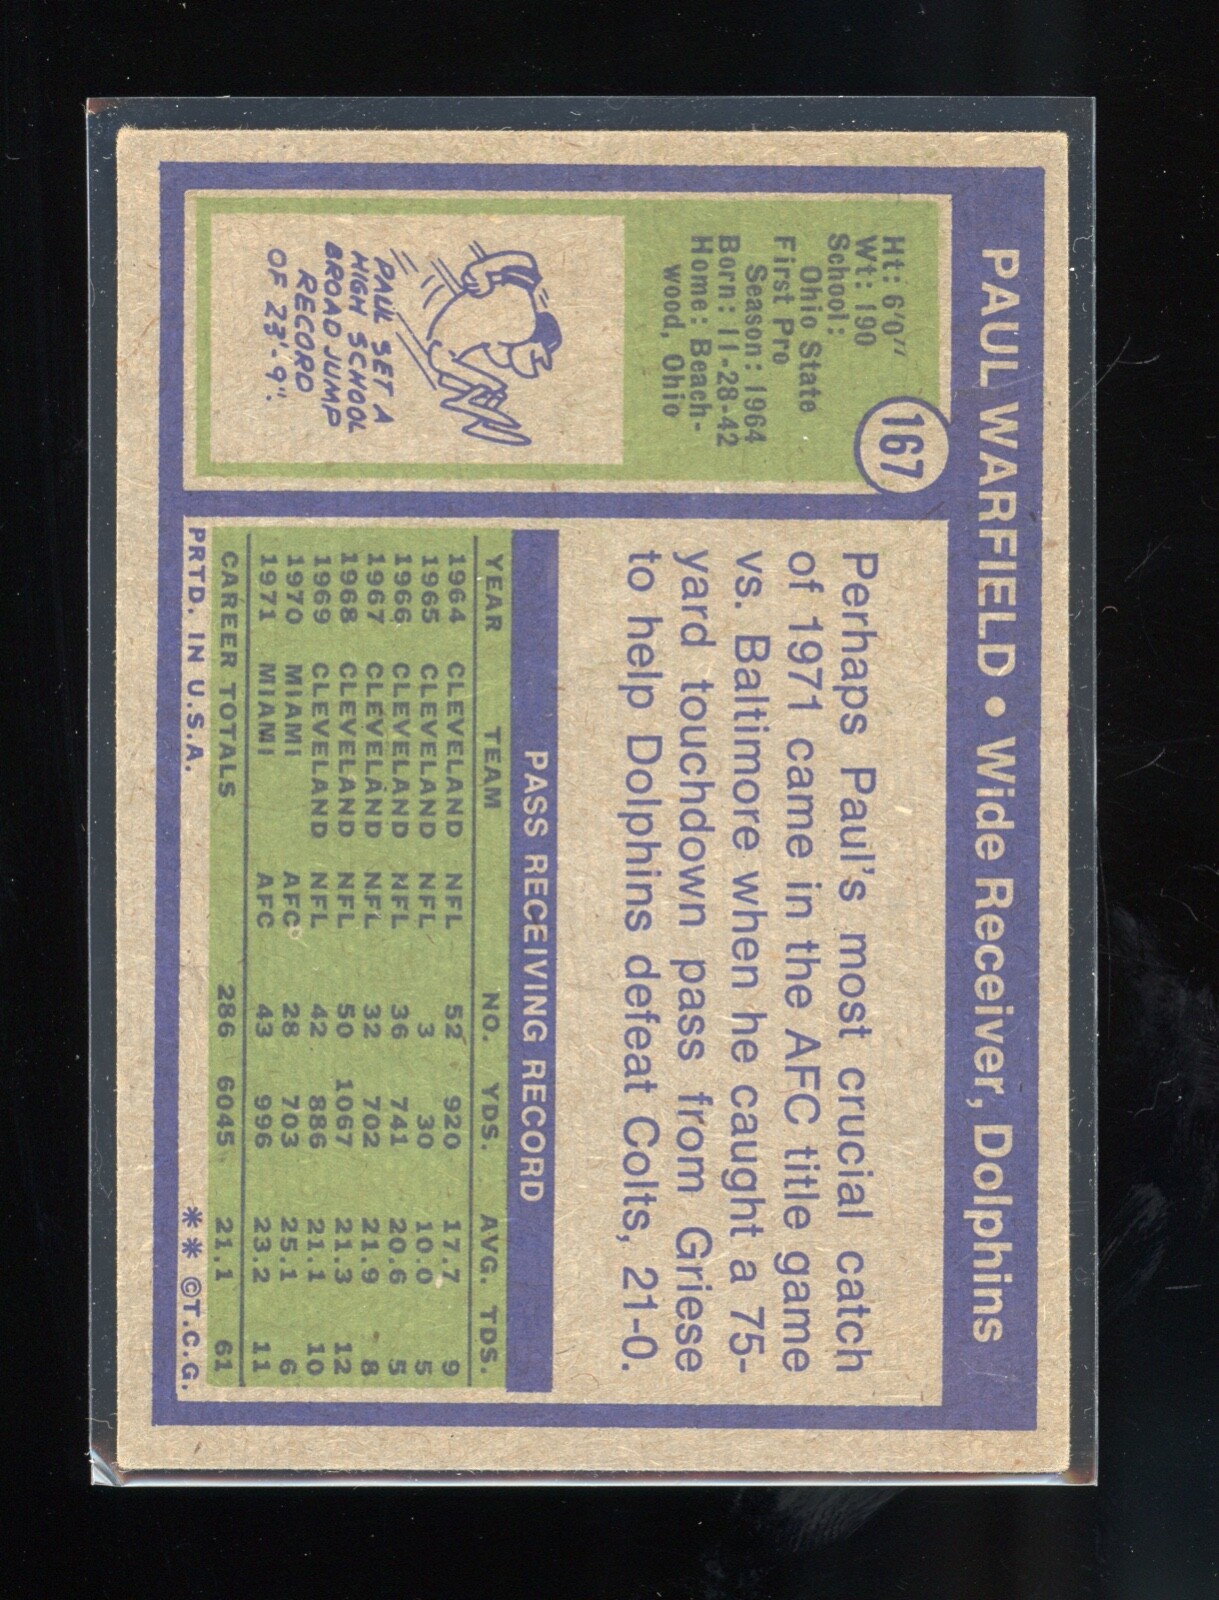 PAUL WARFIELD • Wide Receiver, Dolphins
167
Ht: 6'0"
Wt: 190
School:
Ohio State
First Pro
Season: 1964
Born: 11-28-42
Home: Beach-
wood, Ohio
PAUL SET A
HIGH SCHOOL
BROAD JUMP
RECORD
OF 23'-9".
Perhaps Paul's most crucial catch
of 1971 came in the AFC title game
vs. Baltimore when he caught a 75-
yard touchdown pass from Griese
to help Dolphins defeat Colts, 21-0.
PASS RECEIVING RECORD
YEAR TEAM NO. YDS. AVG. TDS.
1964 CLEVELAND NFL 52 920 17.7 9
1965 CLEVELAND NFL 3 30 10.0 5
1966 CLEVELAND NFL 36 741 20.6 5
1967 CLEVELAND NFL 32 702 21.9 8
1968 CLEVELAND NFL 50 1067 21.3 12
1969 CLEVELAND NFL 42 886 21.1 10
1970 MIAMI AFC 28 703 25.1 6
1971 MIAMI AFC 43 996 23.2 11
CAREER TOTALS 286 6045 21.1 61
PRTD. IN U.S.A. ** ©T.C.G.